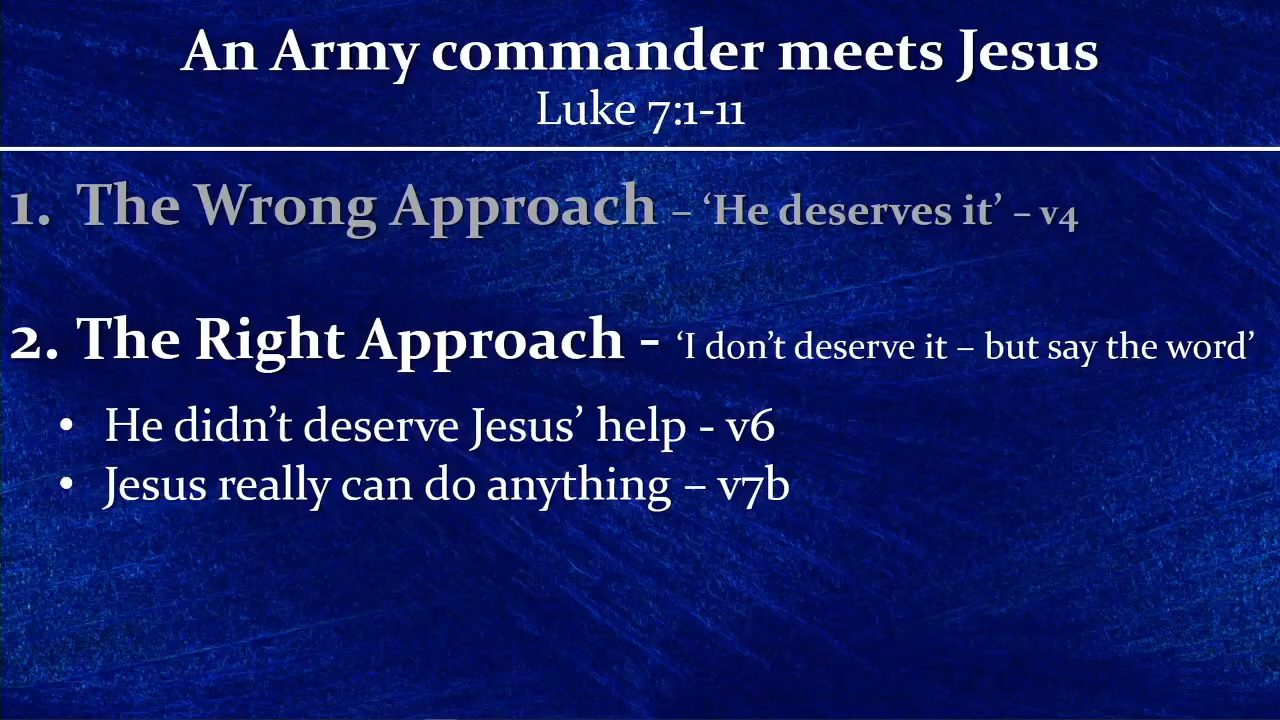 An Army commander meets Jesus
Luke 7:1-11
1. The Wrong Approach – ‘He deserves it’ – v4
2. The Right Approach - ‘I don’t deserve it – but say the word’
• He didn’t deserve Jesus’ help - v6
• Jesus really can do anything – v7b